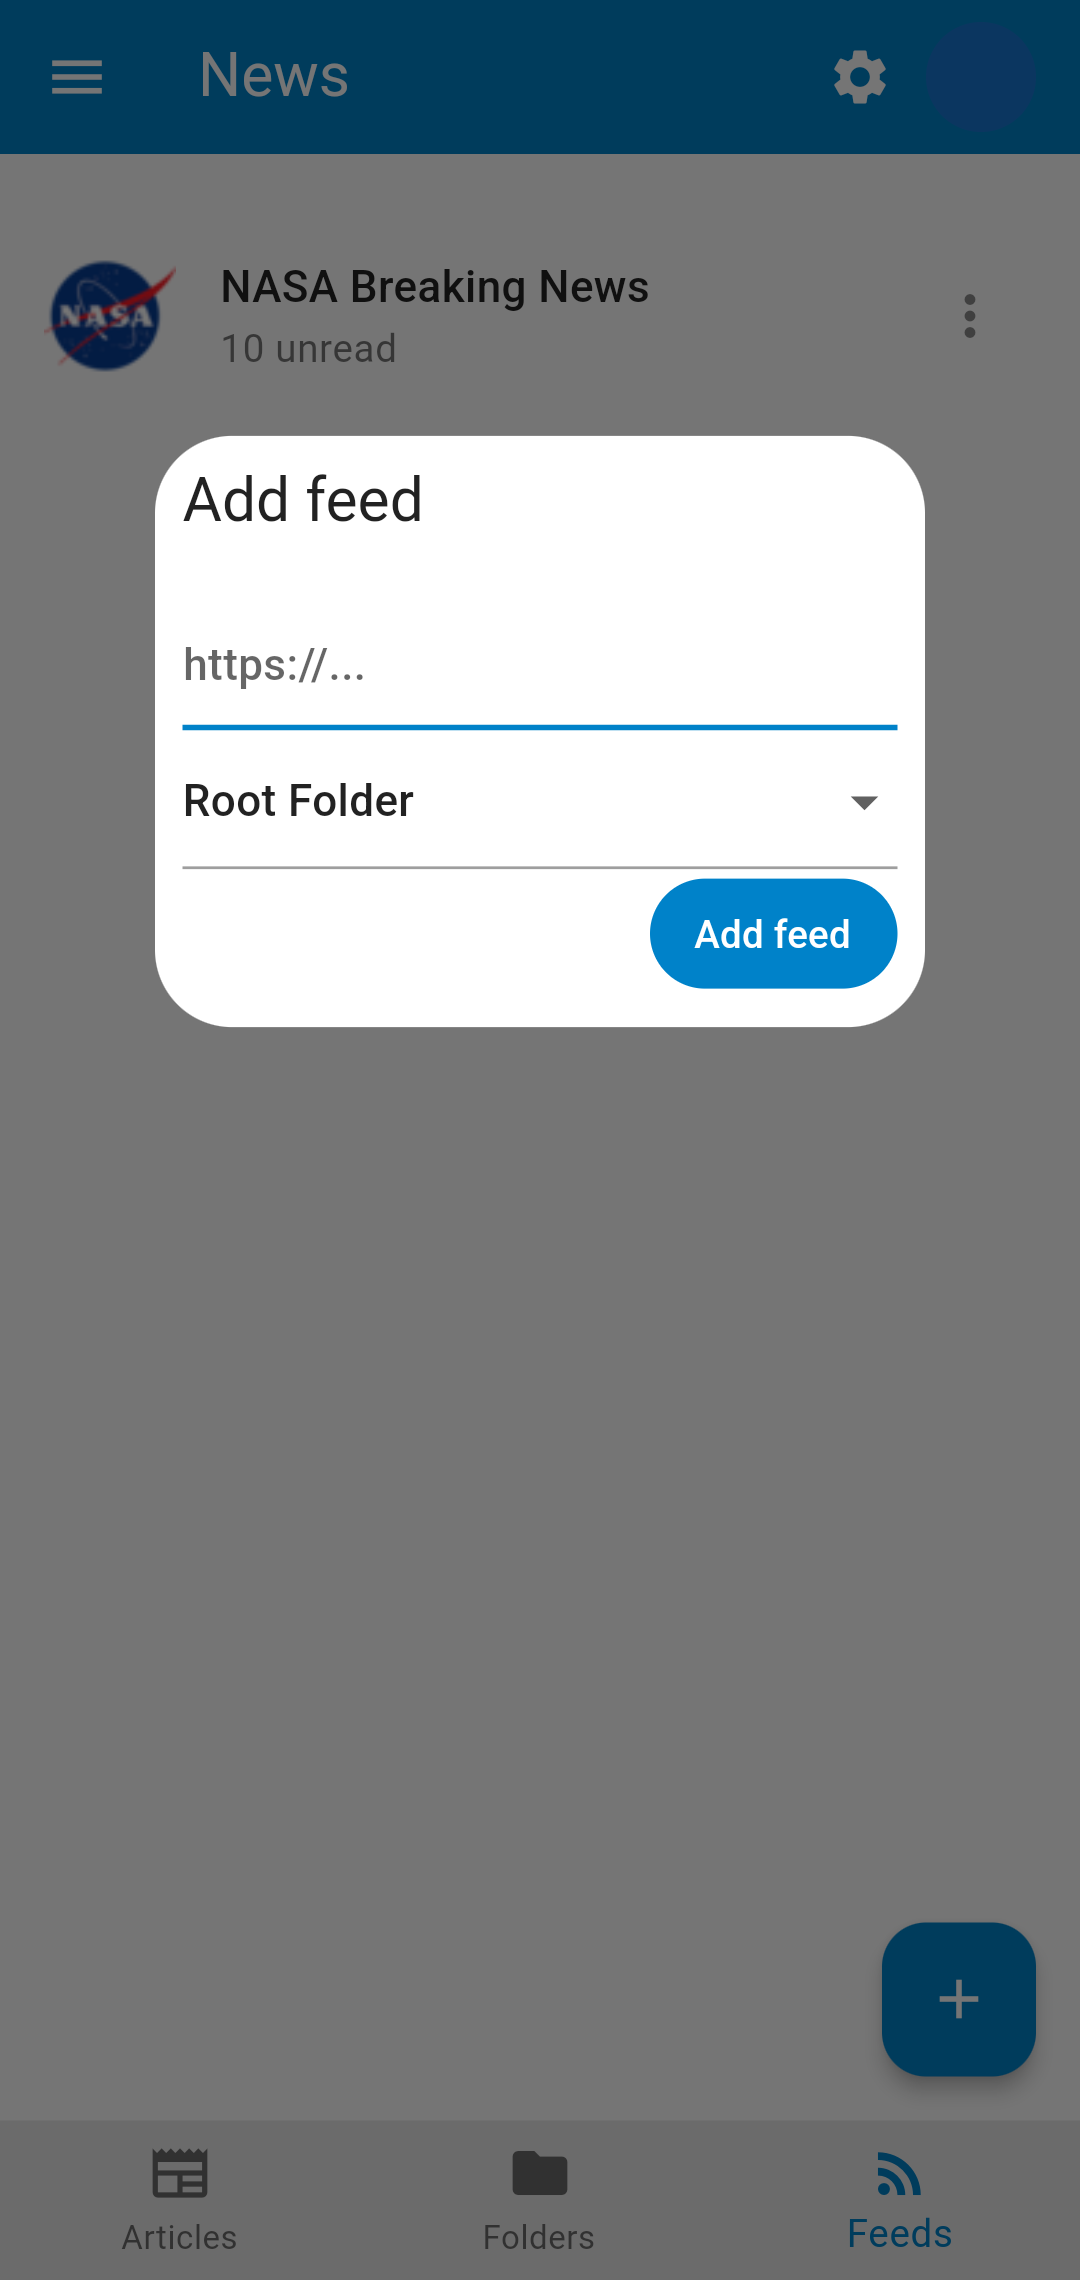 News
NASA
NASA Breaking News
10 unread
Add feed
https://...
Root Folder
Add feed
Articles
Folders
Feeds